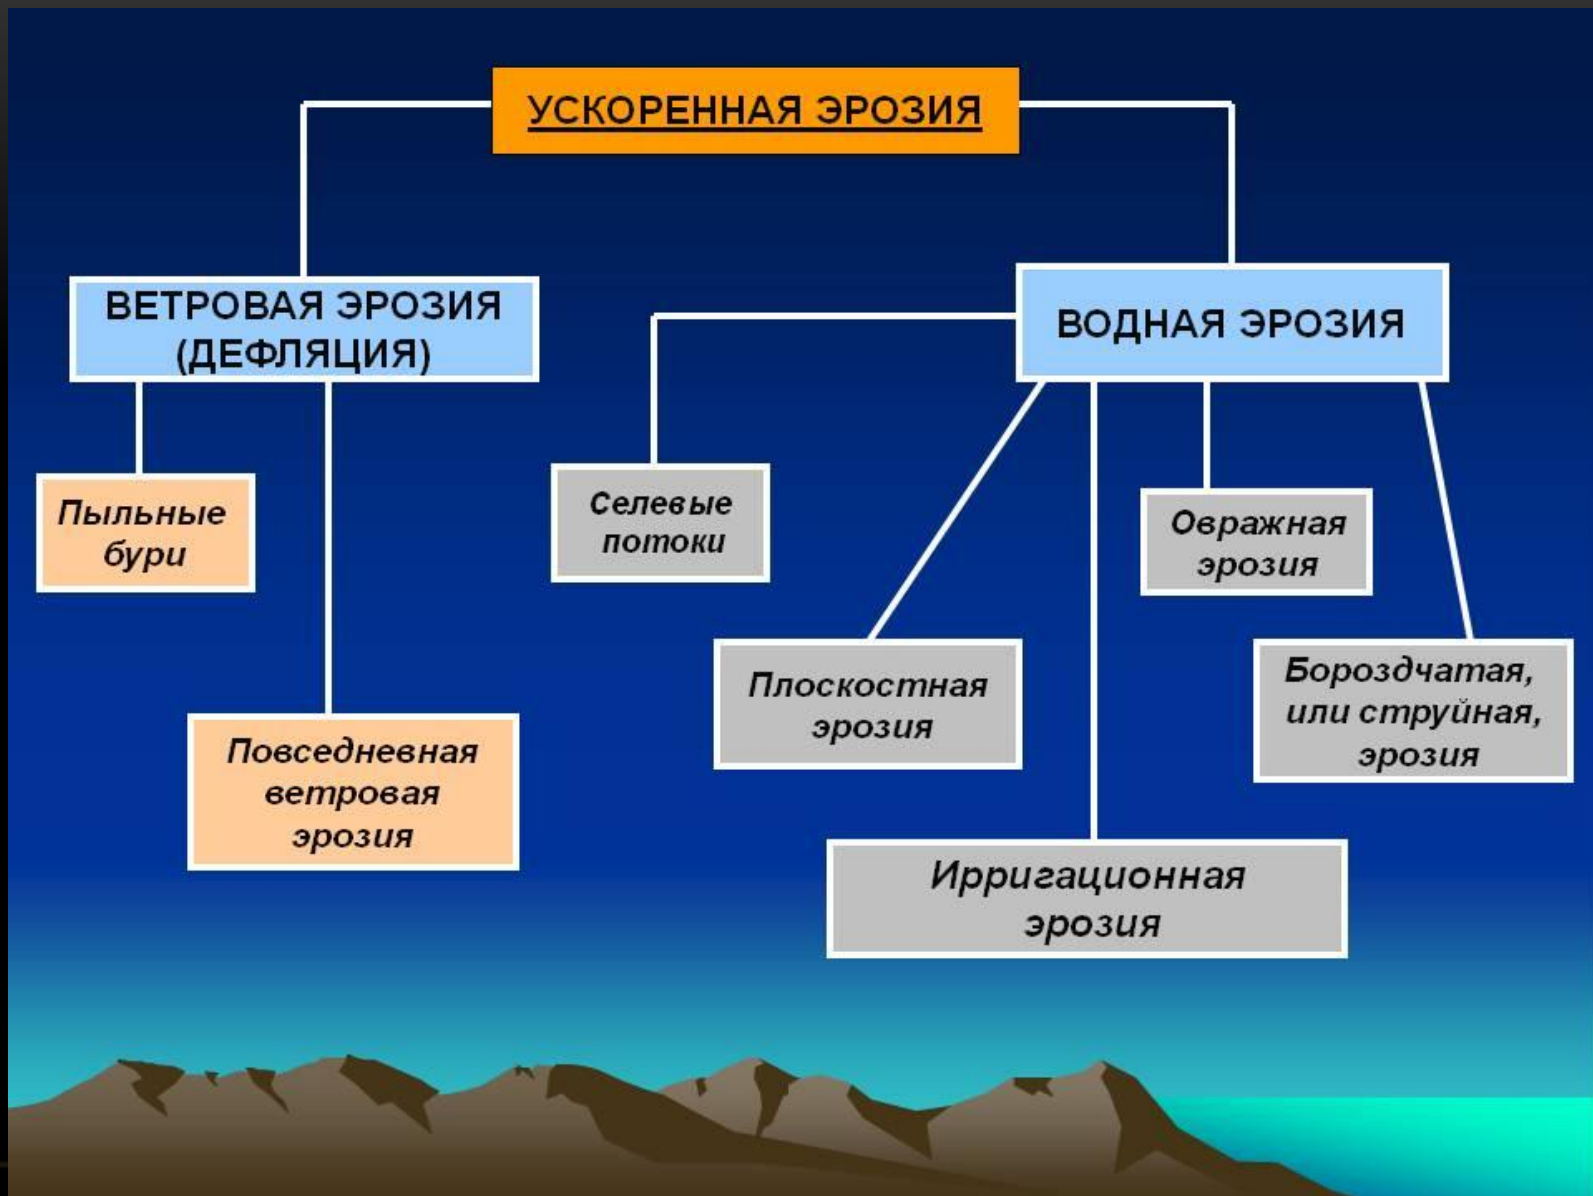 УСКОРЕННАЯ ЭРОЗИЯ
ВЕТРОВАЯ ЭРОЗИЯ
(ДЕФЛЯЦИЯ)
ВОДНАЯ ЭРОЗИЯ
Пыльные
бури
Селевые
потоки
Овражная
эрозия
Плоскостная
эрозия
Бороздчатая,
или струйная,
эрозия
Повседневная
ветровая
эрозия
Ирригационная
эрозия